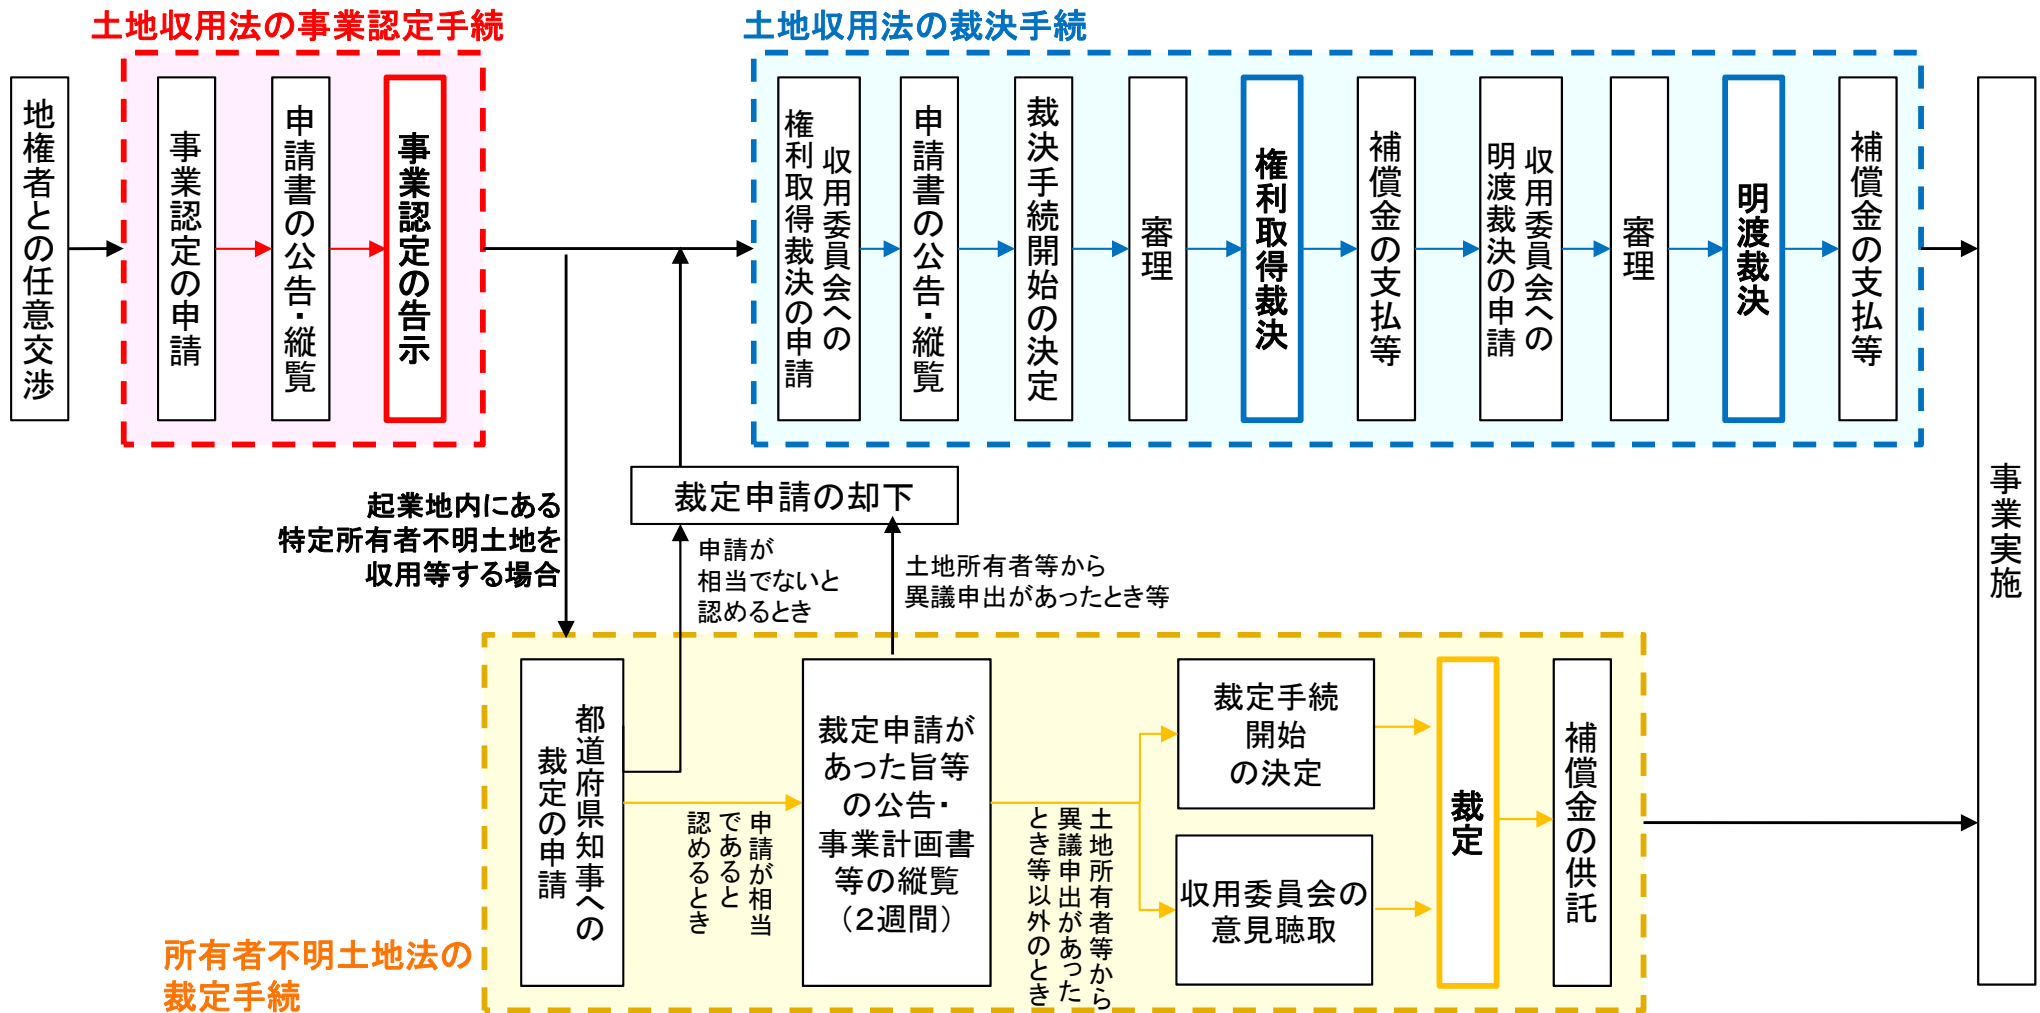 土地収用法の事業認定手続
土地収用法の裁決手続
地権者との任意交渉
事業認定の申請
申請書の公告・縦覧
事業認定の告示
収用委員会への
権利取得裁決の申請
申請書の公告・縦覧
裁決手続開始の決定
審理
権利取得裁決
補償金の支払等
収用委員会への
明渡裁決の申請
審理
明渡裁決
補償金の支払等
事業実施
起業地内にある
特定所有者不明土地を
収用等する場合
裁定申請の却下
申請が
相当でないと
認めるとき
土地所有者等から
異議申出があったとき等
都道府県知事への
裁定の申請
申請が相当
であると
認めるとき
裁定申請が
あった旨等
の公告・
事業計画書
等の縦覧
（２週間）
土地所有者等から
異議申出があった
とき等以外のとき
裁定手続
開始
の決定
収用委員会の
意見聴取
裁定
補償金の供託
所有者不明土地法の
裁定手続